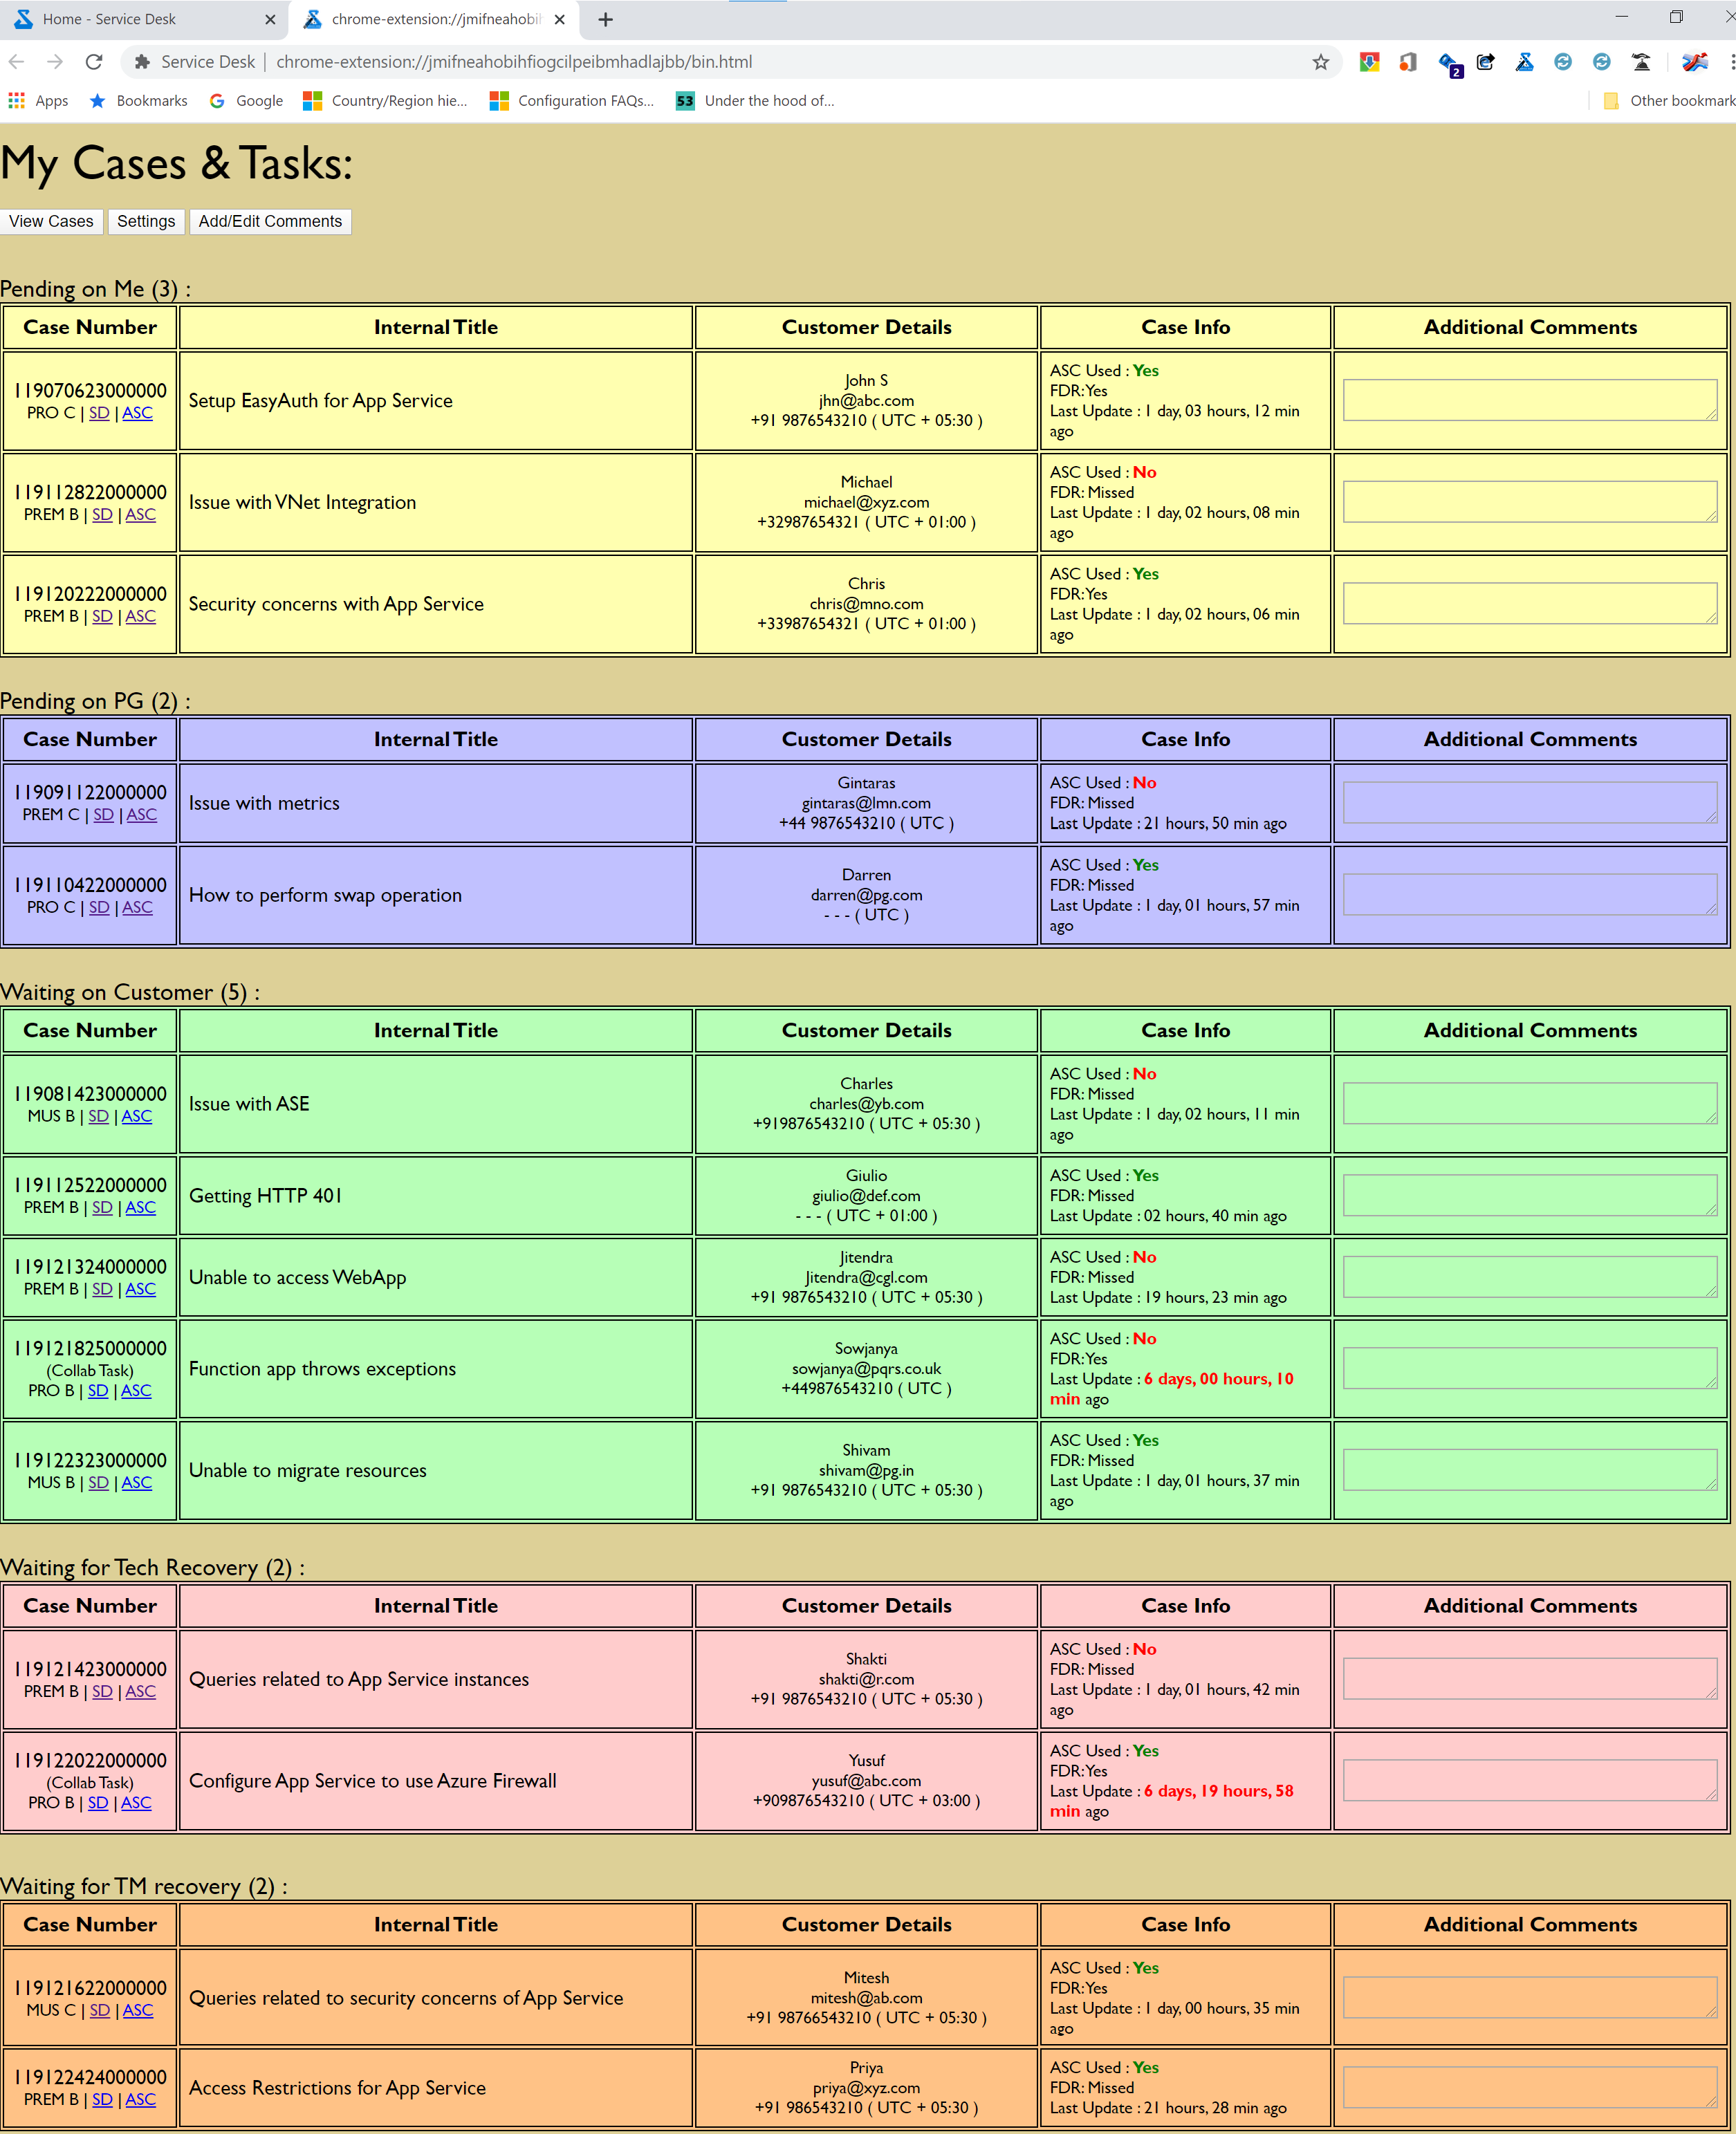 Home - Service Desk
chrome-extension://jmifneahobih
Service Desk | chrome-extension://jmifneahobihfiogcilpeibmhadlajbb/bin.html
2
Apps
Bookmarks
Google
Country/Region hie...
Configuration FAQs...
53 Under the hood of...
Other bookmark
My Cases & Tasks:
View Cases
Settings
Add/Edit Comments
Pending on Me (3) :
Case Number
Internal Title
Customer Details
Case Info
Additional Comments
119070623000000
PRO C | SD | ASC
Setup EasyAuth for App Service
John S
jhn@abc.com
+91 9876543210 ( UTC + 05:30 )
ASC Used : Yes
FDR:Yes
Last Update : 1 day, 03 hours, 12 min
ago
119112822000000
PREM B | SD | ASC
Issue with VNet Integration
Michael
michael@xyz.com
+32987654321 ( UTC + 01:00 )
ASC Used : No
FDR: Missed
Last Update : 1 day, 02 hours, 08 min
ago
119120222000000
PREM B | SD | ASC
Security concerns with App Service
Chris
chris@mno.com
+33987654321 ( UTC + 01:00 )
ASC Used : Yes
FDR:Yes
Last Update : 1 day, 02 hours, 06 min
ago
Pending on PG (2) :
Case Number
Internal Title
Customer Details
Case Info
Additional Comments
119091122000000
PREM C | SD | ASC
Issue with metrics
Gintaras
gintaras@lmn.com
+44 9876543210 ( UTC )
ASC Used : No
FDR: Missed
Last Update : 21 hours, 50 min ago
119110422000000
PRO C | SD | ASC
How to perform swap operation
Darren
darren@pg.com
- - - ( UTC )
ASC Used : Yes
FDR: Missed
Last Update : 1 day, 01 hours, 57 min
ago
Waiting on Customer (5) :
Case Number
Internal Title
Customer Details
Case Info
Additional Comments
119081423000000
MUS B | SD | ASC
Issue with ASE
Charles
charles@yb.com
+919876543210 ( UTC + 05:30 )
ASC Used : No
FDR: Missed
Last Update : 1 day, 02 hours, 11 min
ago
119112522000000
PREM B | SD | ASC
Getting HTTP 401
Giulio
giulio@def.com
- - - ( UTC + 01:00 )
ASC Used : Yes
FDR: Missed
Last Update : 02 hours, 40 min ago
119121324000000
PREM B | SD | ASC
Unable to access WebApp
Jitendra
Jitendra@cgl.com
+91 9876543210 ( UTC + 05:30 )
ASC Used : No
FDR: Missed
Last Update : 19 hours, 23 min ago
119121825000000
(Collab Task)
PRO B | SD | ASC
Function app throws exceptions
Sowjanya
sowjanya@pqrs.co.uk
+449876543210 ( UTC )
ASC Used : No
FDR:Yes
Last Update : 6 days, 00 hours, 10
min ago
119122323000000
MUS B | SD | ASC
Unable to migrate resources
Shivam
shivam@pg.in
+91 9876543210 ( UTC + 05:30 )
ASC Used : Yes
FDR: Missed
Last Update : 1 day, 01 hours, 37 min
ago
Waiting for Tech Recovery (2) :
Case Number
Internal Title
Customer Details
Case Info
Additional Comments
119121423000000
PREM B | SD | ASC
Queries related to App Service instances
Shakti
shakti@r.com
+91 9876543210 ( UTC + 05:30 )
ASC Used : No
FDR: Missed
Last Update : 1 day, 01 hours, 42 min
ago
119122022000000
(Collab Task)
PRO B | SD | ASC
Configure App Service to use Azure Firewall
Yusuf
yusuf@abc.com
+909876543210 ( UTC + 03:00 )
ASC Used : Yes
FDR:Yes
Last Update : 6 days, 19 hours, 58
min ago
Waiting for TM recovery (2) :
Case Number
Internal Title
Customer Details
Case Info
Additional Comments
119121622000000
MUS C | SD | ASC
Queries related to security concerns of App Service
Mitesh
mitesh@ab.com
+91 98766543210 ( UTC + 05:30 )
ASC Used : Yes
FDR:Yes
Last Update : 1 day, 00 hours, 35 min
ago
119122424000000
PREM B | SD | ASC
Access Restrictions for App Service
Priya
priya@xyz.com
+91 986543210 ( UTC + 05:30 )
ASC Used : Yes
FDR: Missed
Last Update : 21 hours, 28 min ago